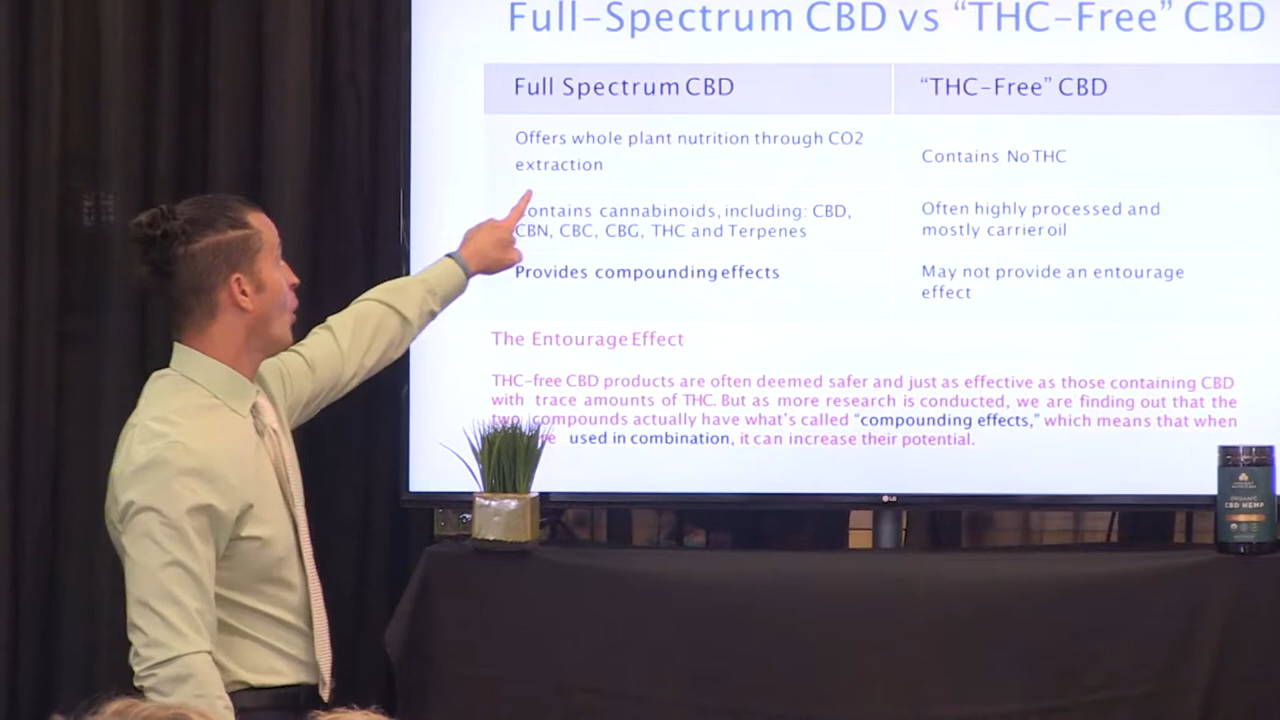 Full-Spectrum CBD vs “THC-Free” CBD
Full Spectrum CBD
“THC-Free” CBD
Offers whole plant nutrition through CO2
extraction
Contains No THC
ontains cannabinoids, including: CBD,
CBN, CBC, CBG, THC and Terpenes
Often highly processed and
mostly carrier oil
Provides compounding effects
May not provide an entourage
effect
The Entourage Effect
THC-free CBD products are often deemed safer and just as effective as those containing CBD
with trace amounts of THC. But as more research is conducted, we are finding out that the
two compounds actually have what's called “compounding effects,” which means that when
used in combination, it can increase their potential.
LG
ORGANIC
CBD HEMP